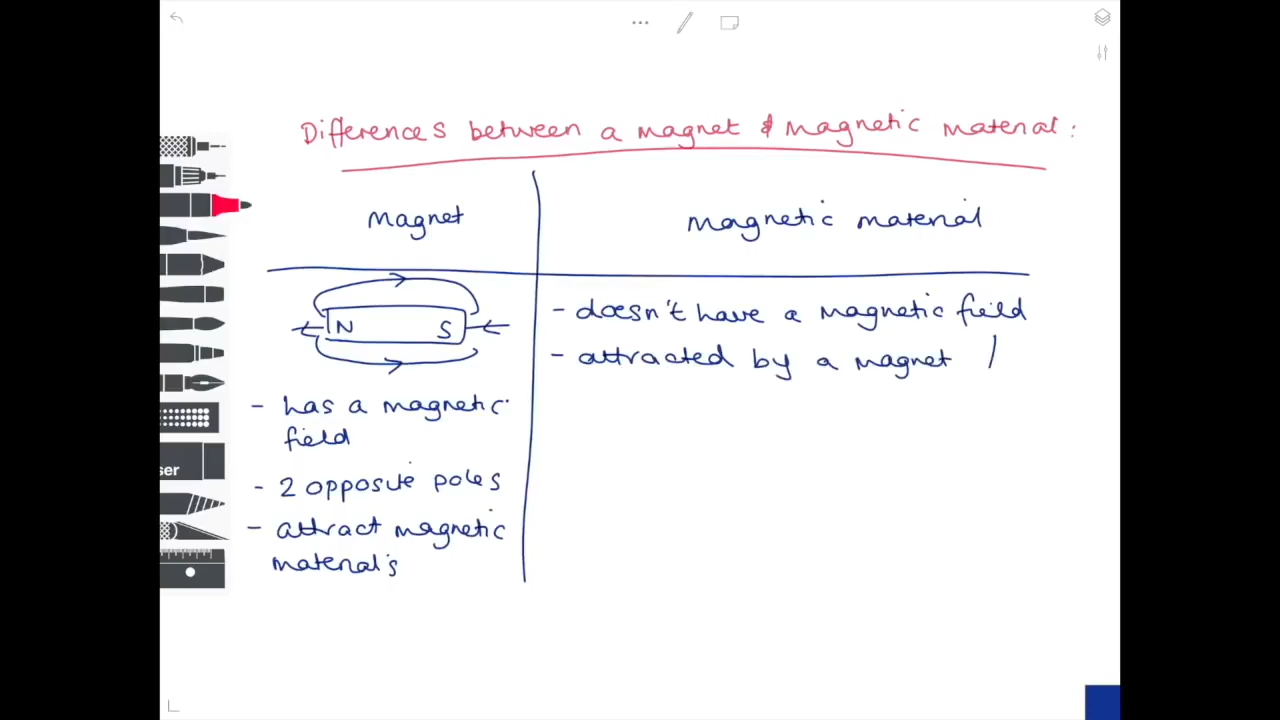 Differences between a magnet & magnetic material:
magnet
magnetic material
N S
- has a magnetic
field
- 2 opposite poles
- attract magnetic
materials
- doesn't have a magnetic field
- attracted by a magnet /
ser